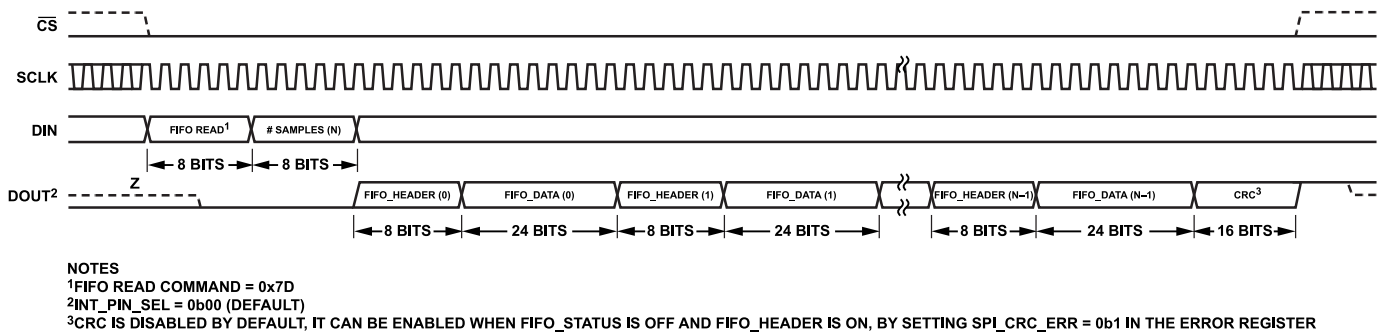 CS
SCLK
DIN
FIFO READ1
# SAMPLES (N)
8 BITS
8 BITS
DOUT2
Z
FIFO_HEADER (0)
FIFO_DATA (0)
FIFO_HEADER (1)
FIFO_DATA (1)
FIFO_HEADER (N–1)
FIFO_DATA (N–1)
CRC3
8 BITS
24 BITS
8 BITS
24 BITS
8 BITS
24 BITS
16 BITS
NOTES
1FIFO READ COMMAND = 0x7D
2INT_PIN_SEL = 0b00 (DEFAULT)
3CRC IS DISABLED BY DEFAULT, IT CAN BE ENABLED WHEN FIFO_STATUS IS OFF AND FIFO_HEADER IS ON, BY SETTING SPI_CRC_ERR = 0b1 IN THE ERROR REGISTER